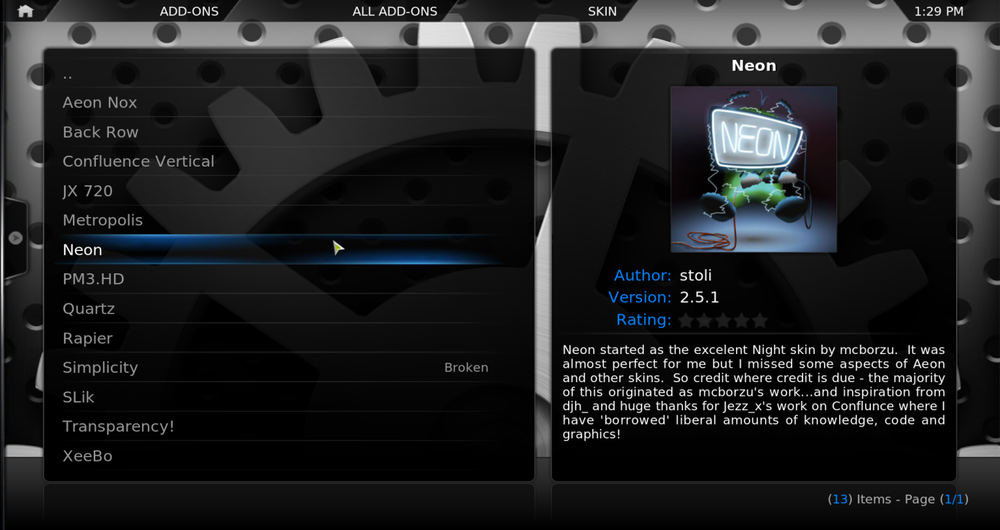 ADD-ONS
ALL ADD-ONS
SKIN
1:29 PM
..
Aeon Nox
Back Row
Confluence Vertical
JX 720
Metropolis
Neon
PM3.HD
Quartz
Rapier
Simplicity Broken
SLik
Transparency!
XeeBo
Neon
NEON
Author: stoli
Version: 2.5.1
Rating:
Neon started as the excelent Night skin by mcborzu. It was
almost perfect for me but I missed some aspects of Aeon
and other skins. So credit where credit is due - the majority
of this originated as mcborzu's work...and inspiration from
djh_ and huge thanks for Jezz_x's work on Conflunce where I
have 'borrowed' liberal amounts of knowledge, code and
graphics!
(13) Items - Page (1/1)